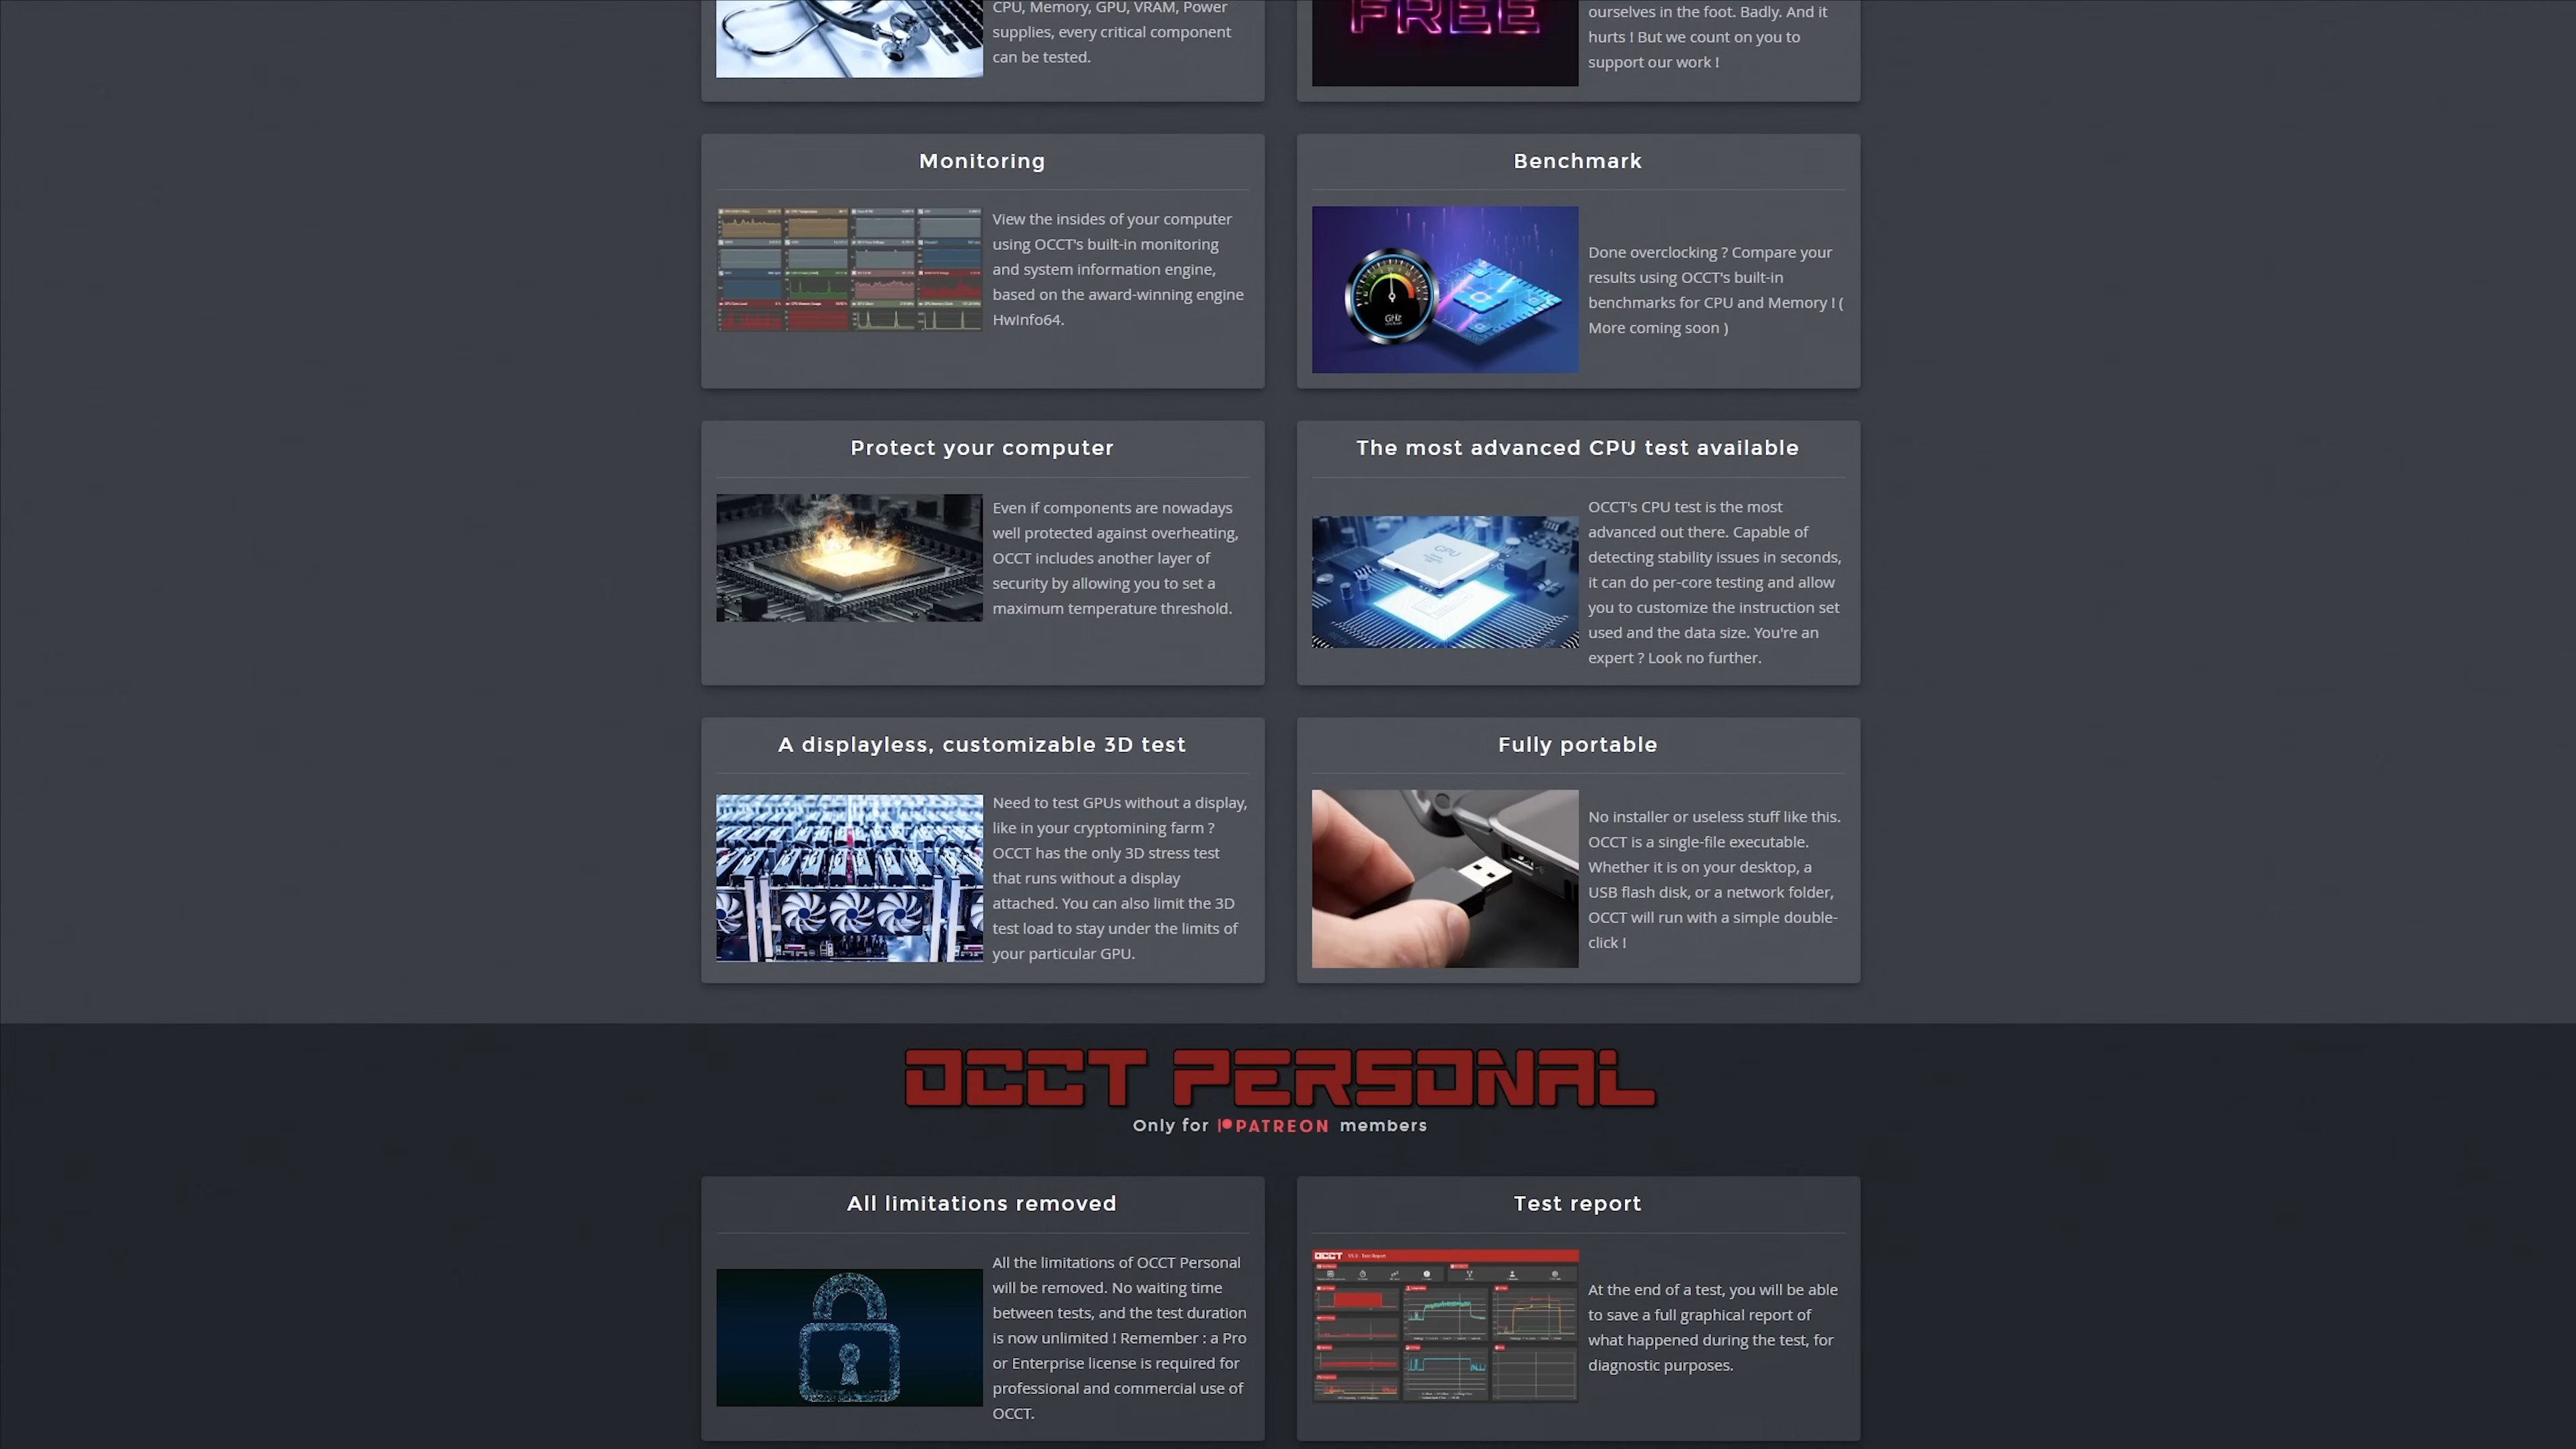 CPU, Memory, GPU, VRAM, Power
supplies, every critical component
can be tested.
FREE
ourselves in the foot. Badly. And it
hurts ! But we count on you to
support our work !
Monitoring
View the insides of your computer
using OCCT's built-in monitoring
and system information engine,
based on the award-winning engine
HwInfo64.
Benchmark
GHz
Done overclocking ? Compare your
results using OCCT's built-in
benchmarks for CPU and Memory ! (
More coming soon )
Protect your computer
Even if components are nowadays
well protected against overheating,
OCCT includes another layer of
security by allowing you to set a
maximum temperature threshold.
The most advanced CPU test available
CPU
OCCT's CPU test is the most
advanced out there. Capable of
detecting stability issues in seconds,
it can do per-core testing and allow
you to customize the instruction set
used and the data size. You're an
expert ? Look no further.
A displayless, customizable 3D test
Need to test GPUs without a display,
like in your cryptomining farm ?
OCCT has the only 3D stress test
that runs without a display
attached. You can also limit the 3D
test load to stay under the limits of
your particular GPU.
Fully portable
No installer or useless stuff like this.
OCCT is a single-file executable.
Whether it is on your desktop, a
USB flash disk, or a network folder,
OCCT will run with a simple double-
click !
OCCT PERSONAL
Only for PATREON members
All limitations removed
All the limitations of OCCT Personal
will be removed. No waiting time
between tests, and the test duration
is now unlimited ! Remember : a Pro
or Enterprise license is required for
professional and commercial use of
OCCT.
Test report
OCCT
At the end of a test, you will be able
to save a full graphical report of
what happened during the test, for
diagnostic purposes.